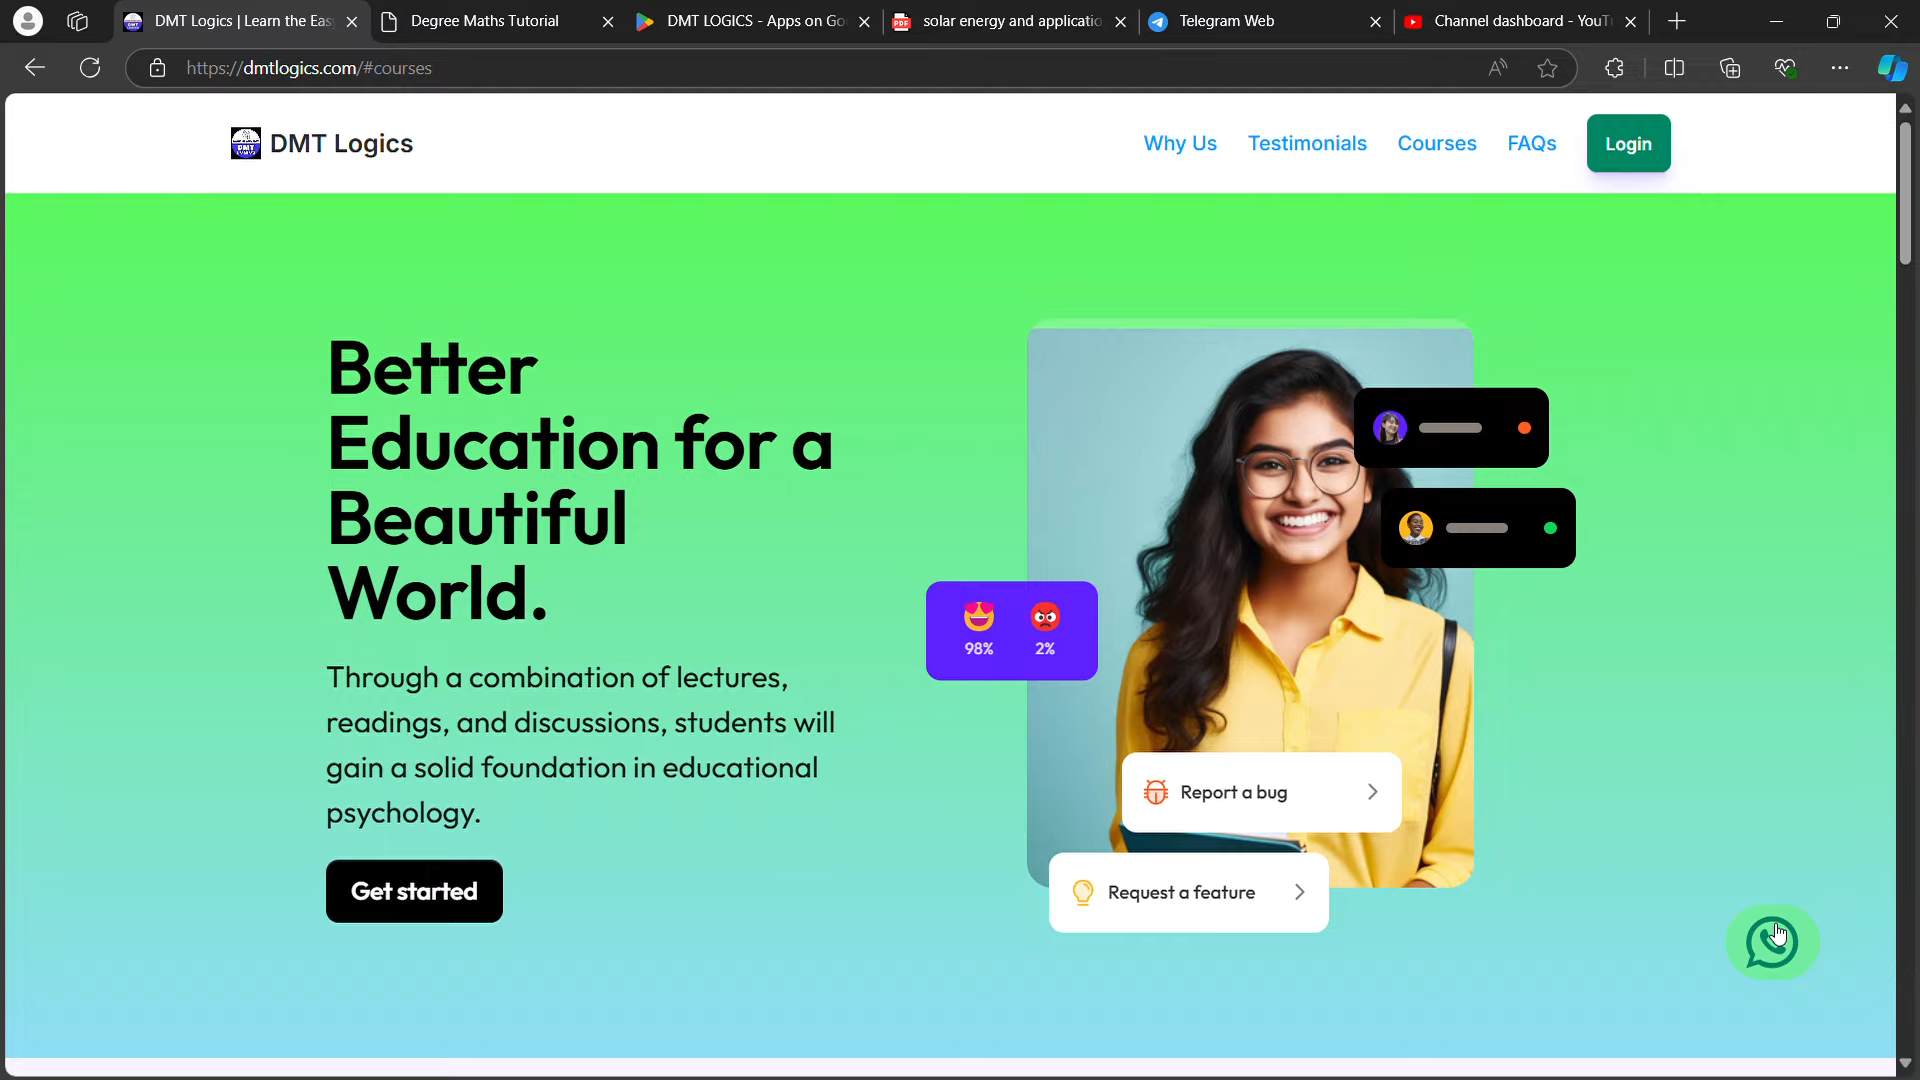 DMT Logics | Learn the Eas
Degree Maths Tutorial
DMT LOGICS - Apps on Go
PDF
solar energy and applicatio
Telegram Web
Channel dashboard - YouTu
https://dmtlogics.com/#courses
DMT
DMT Logics
Why Us
Testimonials
Courses
FAQs
Login
Better
Education for a
Beautiful
World.
98%
2%
Through a combination of lectures,
readings, and discussions, students will
gain a solid foundation in educational
psychology.
Report a bug
Get started
Request a feature